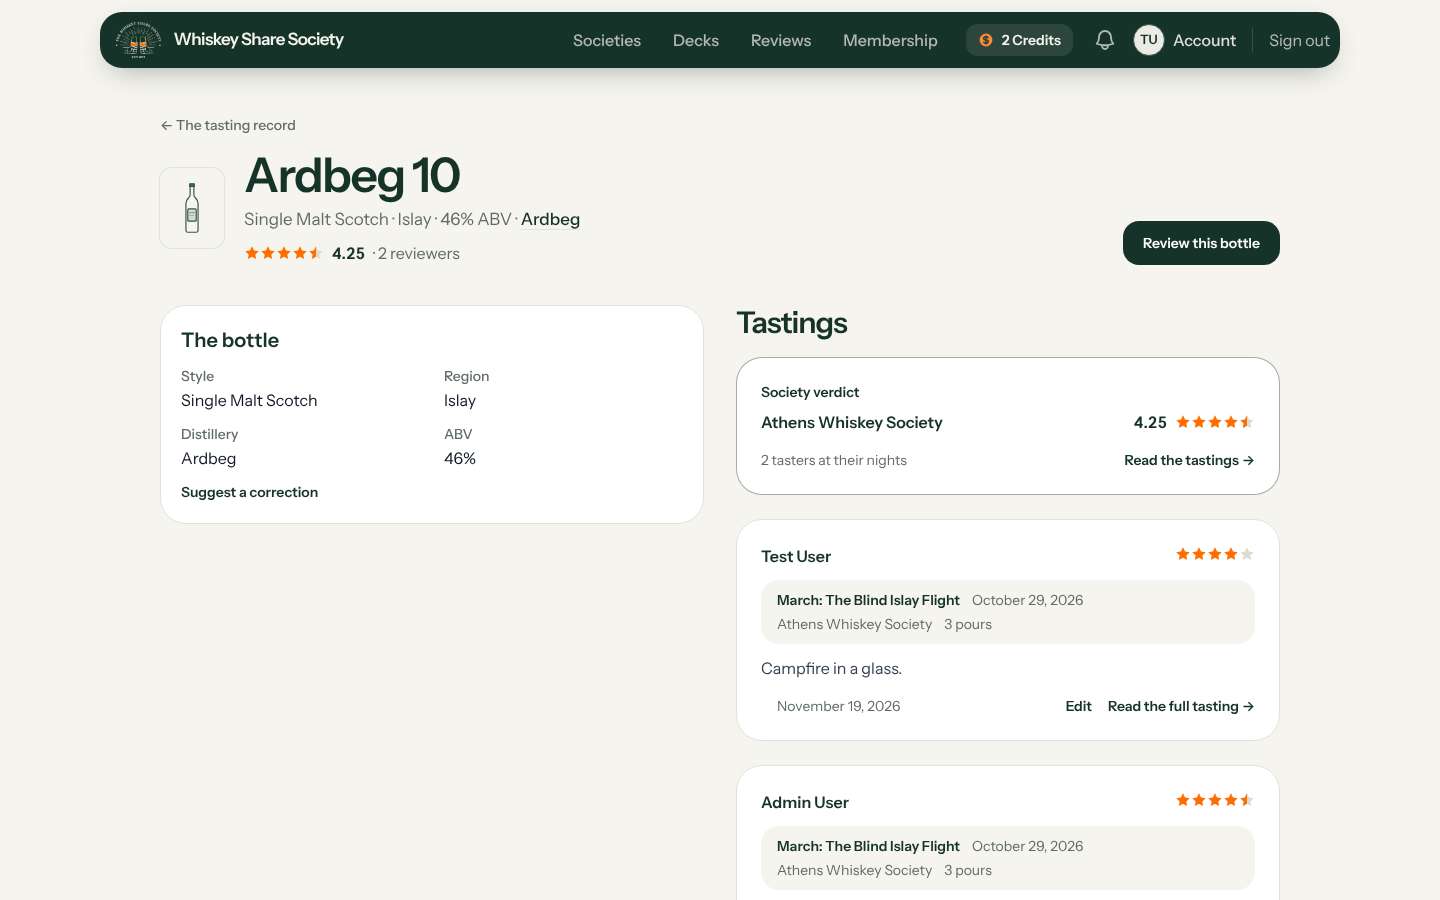 Whiskey Share Society
Societies
Decks
Reviews
Membership
2 Credits
TU
Account
Sign out
← The tasting record
Ardbeg 10
Single Malt Scotch · Islay · 46% ABV · Ardbeg
4.25 · 2 reviewers
Review this bottle
The bottle
Style
Single Malt Scotch
Region
Islay
Distillery
Ardbeg
ABV
46%
Suggest a correction
Tastings
Society verdict
Athens Whiskey Society
4.25
2 tasters at their nights
Read the tastings →
Test User
March: The Blind Islay Flight October 29, 2026
Athens Whiskey Society 3 pours
Campfire in a glass.
November 19, 2026
Edit
Read the full tasting →
Admin User
March: The Blind Islay Flight October 29, 2026
Athens Whiskey Society 3 pours